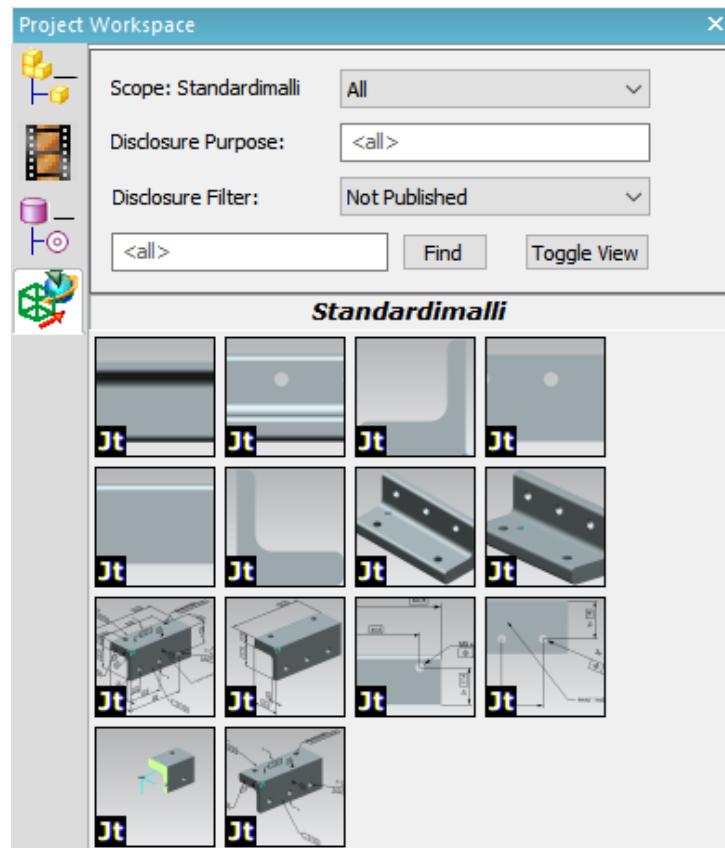 Project Workspace
Scope: Standardimalli All
Disclosure Purpose: <all>
Disclosure Filter: Not Published
<all> Find Toggle View
Standardimalli
Jt Jt Jt Jt
Jt Jt Jt Jt
Jt Jt Jt Jt
Jt Jt